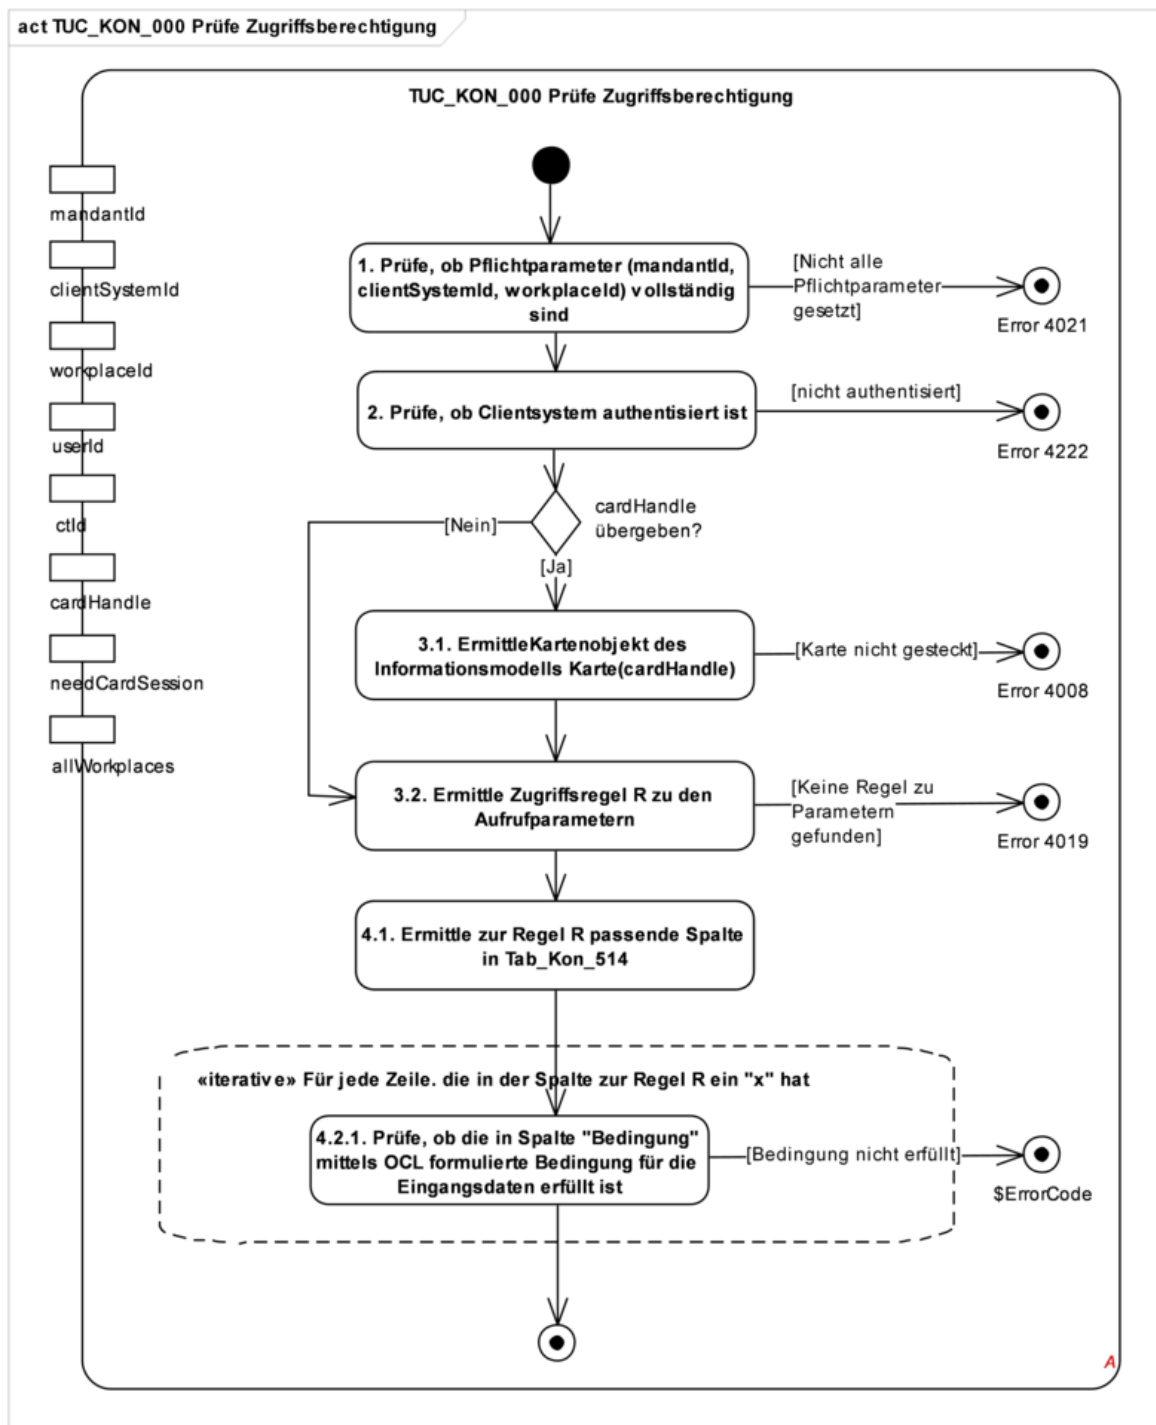 act TUC_KON_000 Prüfe Zugriffsberechtigung
TUC_KON_000 Prüfe Zugriffsberechtigung
mandantId
clientSystemId
workplaceId
userId
ctId
cardHandle
needCardSession
allWorkplaces
1. Prüfe, ob Pflichtparameter (mandantId,
clientSystemId, workplaceId) vollständig
sind
[Nicht alle
Pflichtparameter
gesetzt]
Error 4021
2. Prüfe, ob Clientsystem authentisiert ist
[nicht authentisiert]
Error 4222
cardHandle
übergeben?
[Nein]
[Ja]
3.1. ErmittleKartenobjekt des
Informationsmodells Karte(cardHandle)
[Karte nicht gesteckt]
Error 4008
3.2. Ermittle Zugriffsregel R zu den
Aufrufparametern
[Keine Regel zu
Parametern
gefunden]
Error 4019
4.1. Ermittle zur Regel R passende Spalte
in Tab_Kon_514
«iterative» Für jede Zeile. die in der Spalte zur Regel R ein "x" hat
4.2.1. Prüfe, ob die in Spalte "Bedingung"
mittels OCL formulierte Bedingung für die
Eingangsdaten erfüllt ist
[Bedingung nicht erfüllt]
$ErrorCode
A